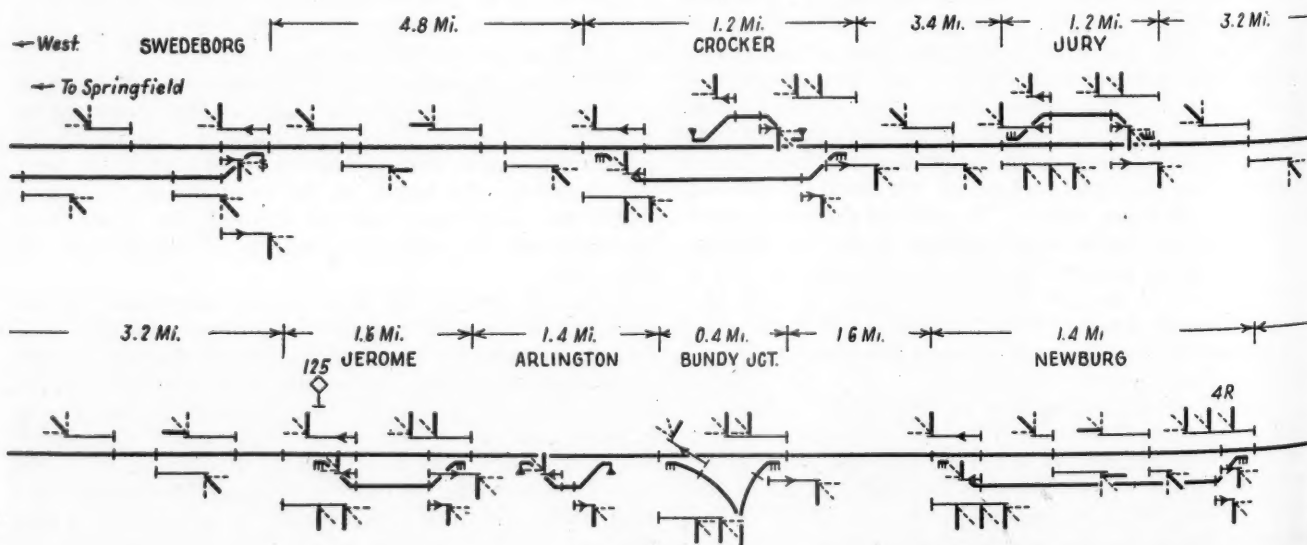 4.8 Mi. 1.2 Mi. 3.4 Mi. 1.2 Mi. 3.2 Mi.
← West. SWEDEBORG CROCKER JURY
← To Springfield
3.2 Mi. 1.6 Mi. 1.4 Mi. 0.4 Mi. 1 6 Mi. 1.4 Mi
JEROME ARLINGTON BUNDY JCT. NEWBURG
125
4R